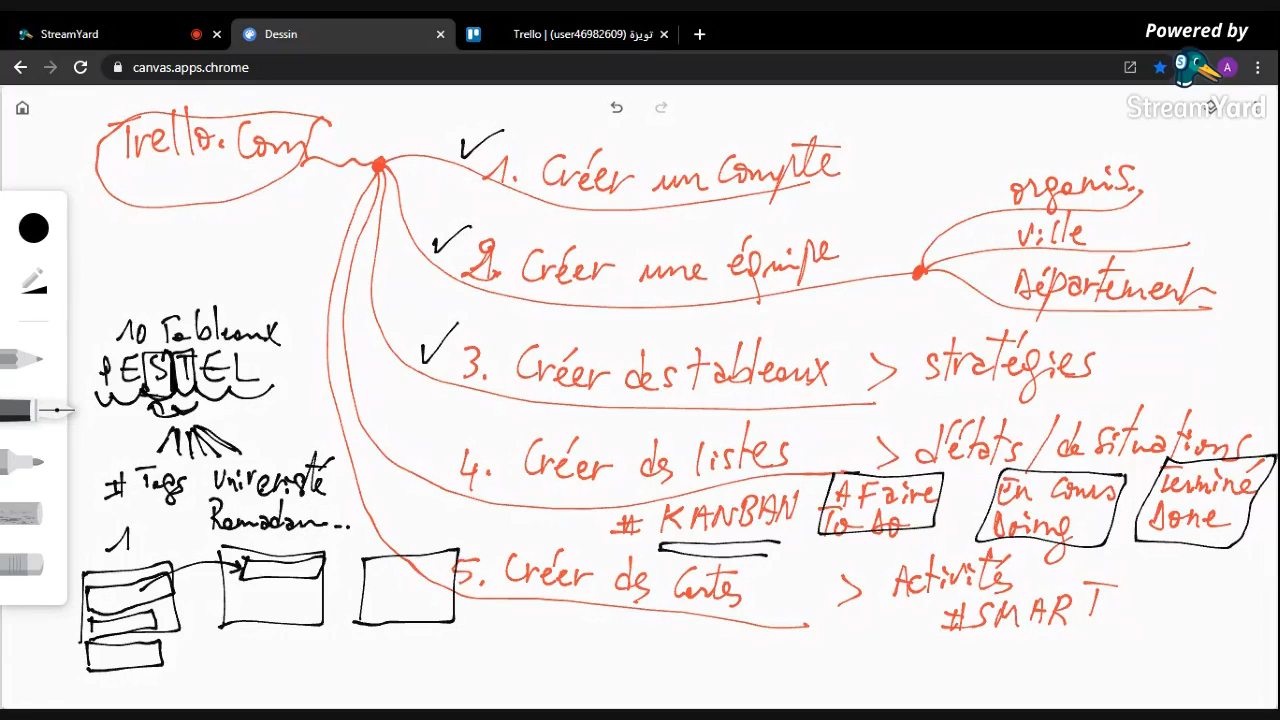 StreamYard
Dessin
Trello | (user46982609) تويزة
Powered by
canvas.apps.chrome
A
StreamYard
Trello.Com
1. Créer un compte
organis.
ville
Département
2. Créer une équipe
10 Tableaux
PESTEL
3. Créer des tableaux > stratégies
4. Créer des listes > d'états / de situations
# Tags Université
Ramadan...
# KANBAN
A Faire
To do
En cours
Doing
Terminé
Done
1
5. Créer des Cartes > Activités
#SMART